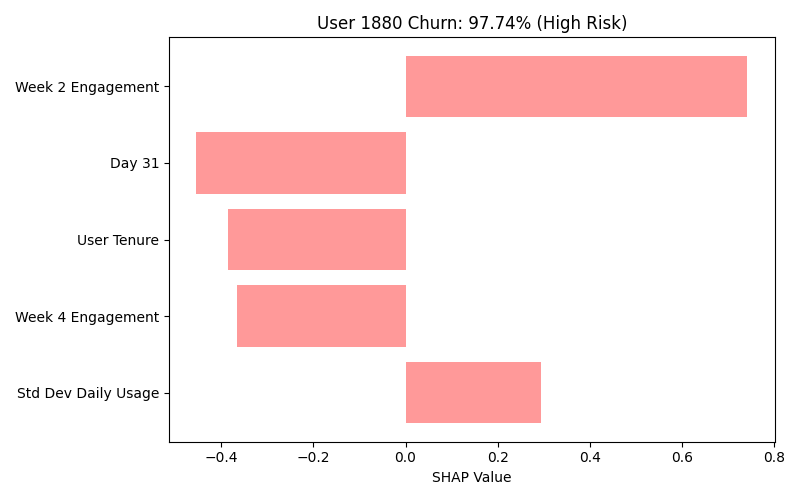 User 1880 Churn: 97.74% (High Risk)
Week 2 Engagement
Day 31
User Tenure
Week 4 Engagement
Std Dev Daily Usage
−0.4 −0.2 0.0 0.2 0.4 0.6 0.8
SHAP Value